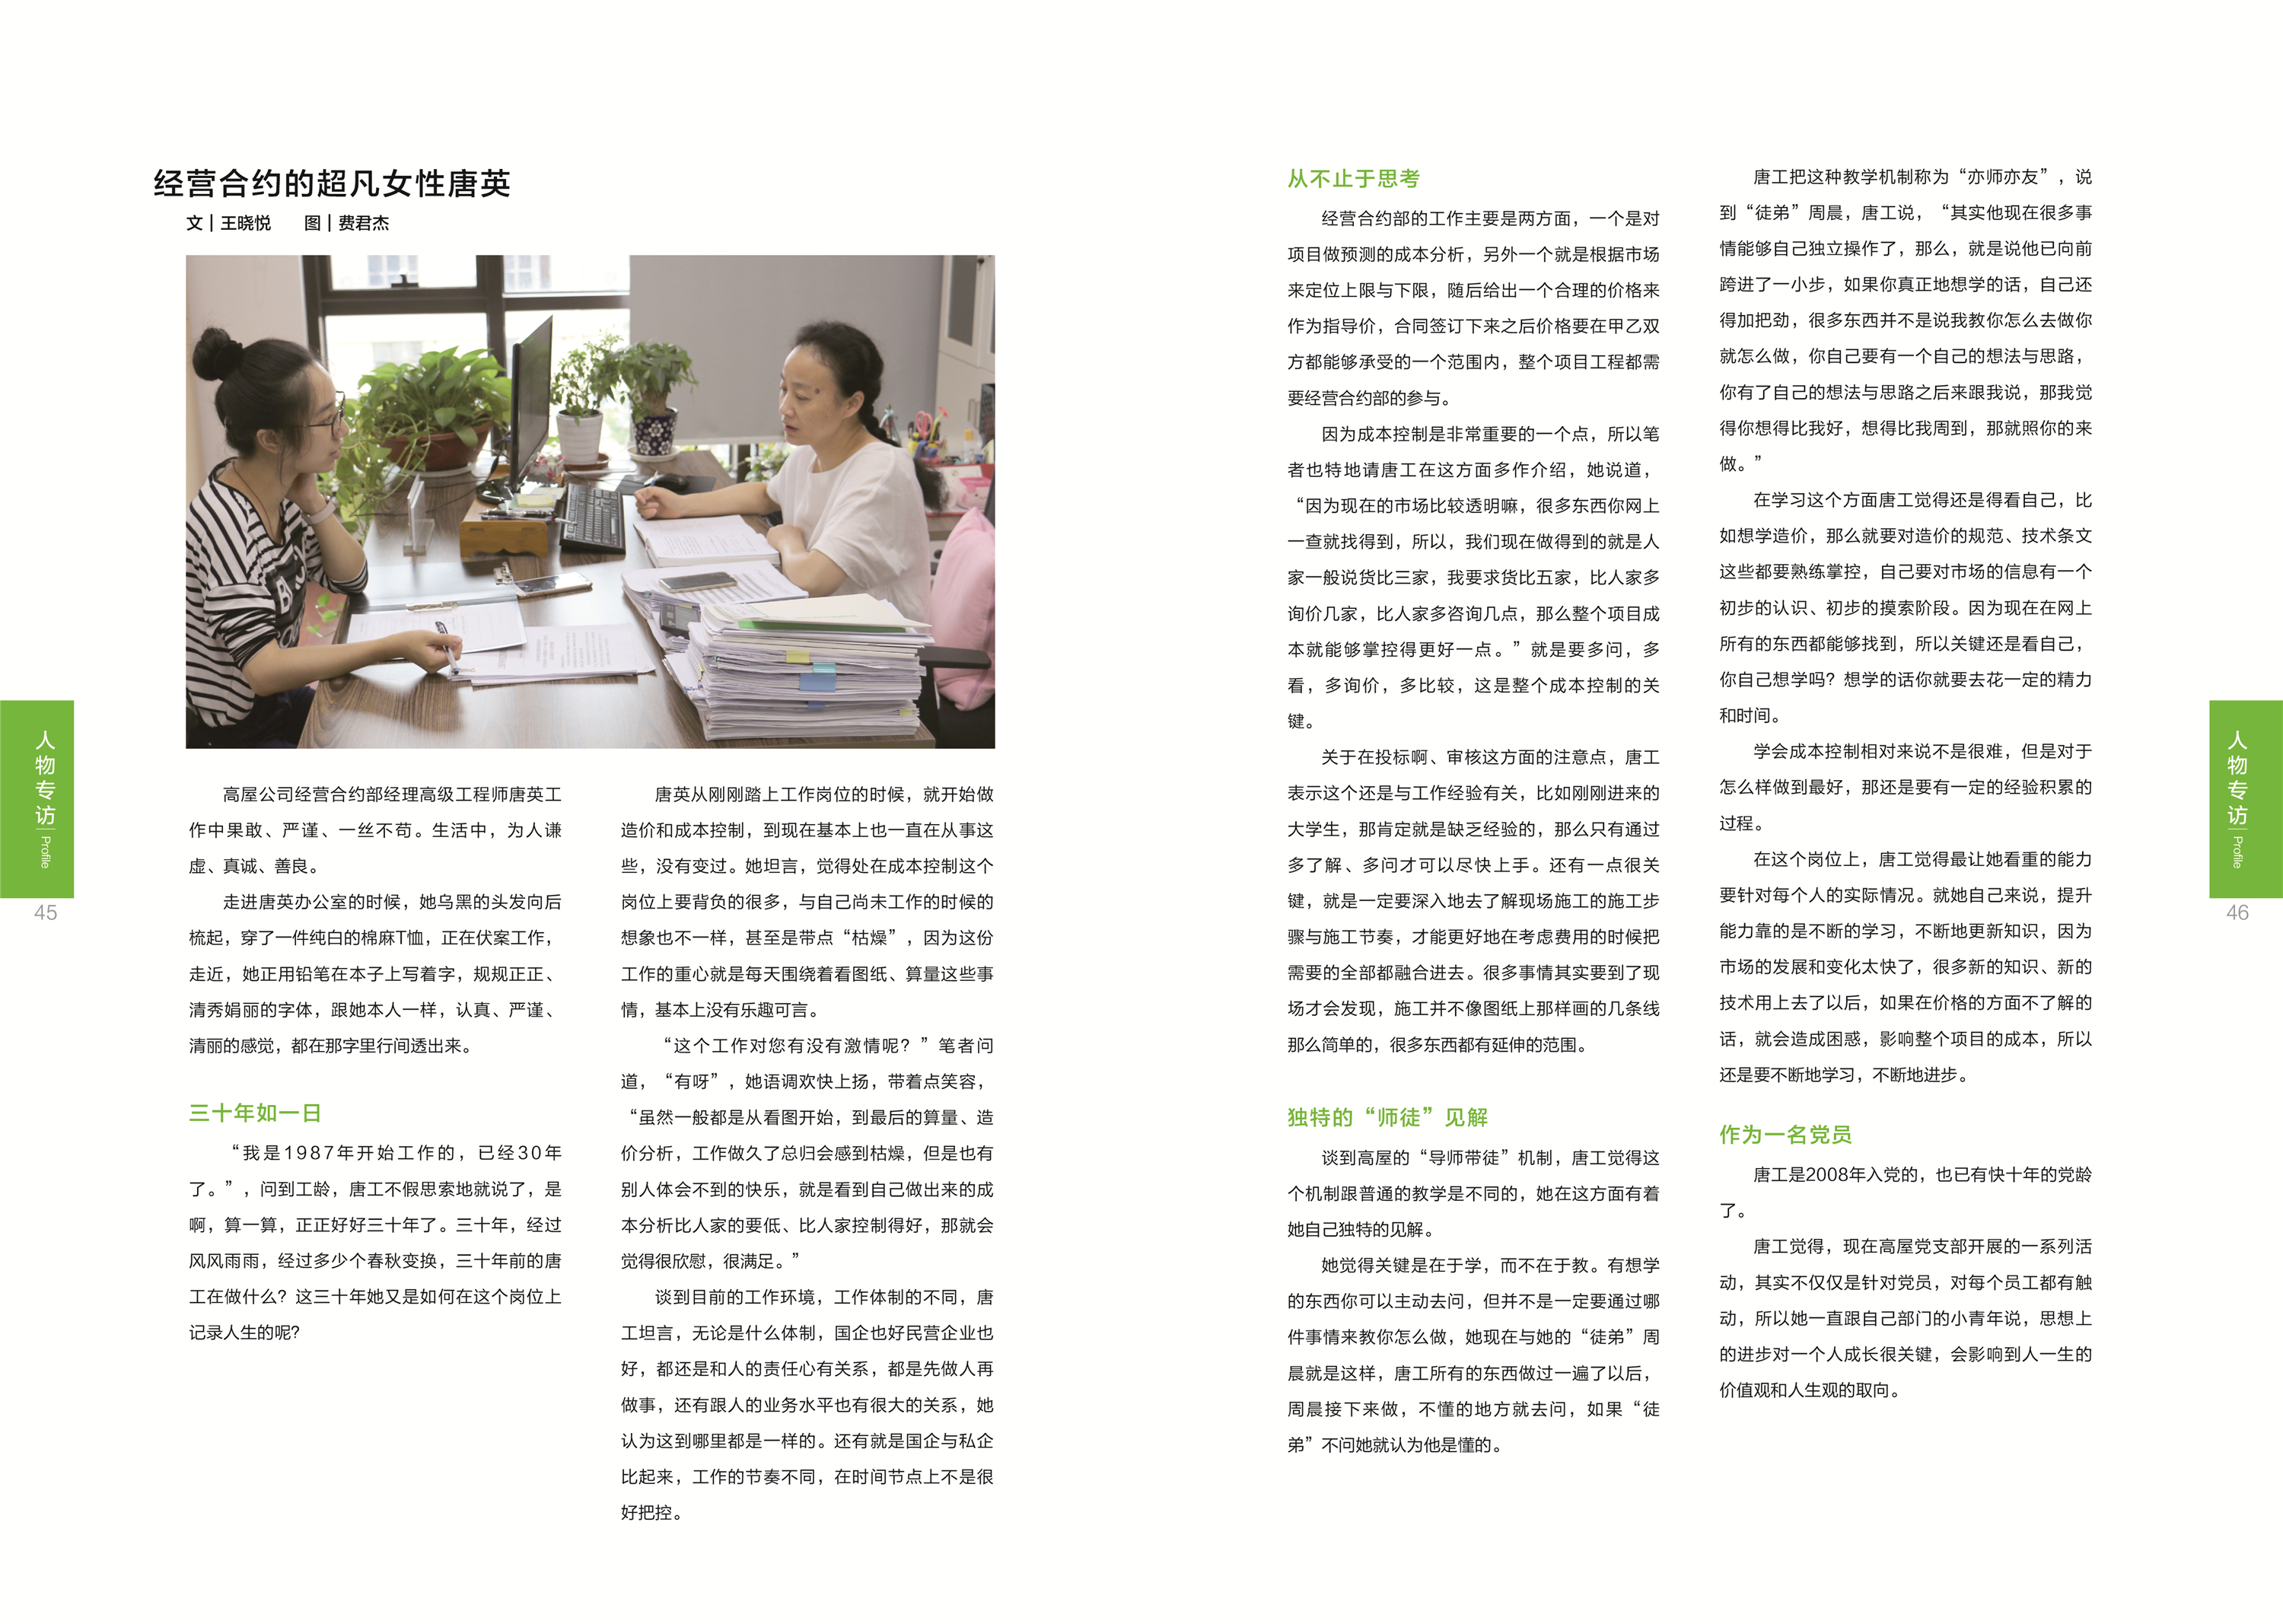 经营合约的超凡女性唐英
文 | 王晓悦 图 | 费君杰
高屋公司经营合约部经理高级工程师唐英工
作中果敢、严谨、一丝不苟。生活中，为人谦
虚、真诚、善良。
走进唐英办公室的时候，她乌黑的头发向后
梳起，穿了一件纯白的棉麻T恤，正在伏案工作，
走近，她正用铅笔在本子上写着字，规规正正、
清秀娟丽的字体，跟她本人一样，认真、严谨、
清丽的感觉，都在那字里行间透出来。
三十年如一日
“我是1987年开始工作的，已经30年
了。”，问到工龄，唐工不假思索地就说了，是
啊，算一算，正正好好三十年了。三十年，经过
风风雨雨，经过多少个春秋变换，三十年前的唐
工在做什么？这三十年她又是如何在这个岗位上
记录人生的呢？
唐英从刚刚踏上工作岗位的时候，就开始做
造价和成本控制，到现在基本上也一直在从事这
些，没有变过。她坦言，觉得处在成本控制这个
岗位上要背负的很多，与自己尚未工作的时候的
想象也不一样，甚至是带点“枯燥”，因为这份
工作的重心就是每天围绕着看图纸、算量这些事
情，基本上没有乐趣可言。
“这个工作对您有没有激情呢？”笔者问
道，“有呀”，她语调欢快上扬，带着点笑容，
“虽然一般都是从看图开始，到最后的算量、造
价分析，工作做久了总归会感到枯燥，但是也有
别人体会不到的快乐，就是看到自己做出来的成
本分析比人家的要低、比人家控制得好，那就会
觉得很欣慰，很满足。”
谈到目前的工作环境，工作体制的不同，唐
工坦言，无论是什么体制，国企也好民营企业也
好，都还是和人的责任心有关系，都是先做人再
做事，还有跟人的业务水平也有很大的关系，她
认为这到哪里都是一样的。还有就是国企与私企
比起来，工作的节奏不同，在时间节点上不是很
好把控。
人物专访 | Profile
45
从不止于思考
经营合约部的工作主要是两方面，一个是对
项目做预测的成本分析，另外一个就是根据市场
来定位上限与下限，随后给出一个合理的价格来
作为指导价，合同签订下来之后价格要在甲乙双
方都能够承受的一个范围内，整个项目工程都需
要经营合约部的参与。
因为成本控制是非常重要的一个点，所以笔
者也特地请唐工在这方面多作介绍，她说道，
“因为现在的市场比较透明嘛，很多东西你网上
一查就找得到，所以，我们现在做得到的就是人
家一般说货比三家，我要求货比五家，比人家多
询价几家，比人家多咨询几点，那么整个项目成
本就能够掌控得更好一点。”就是要多问，多
看，多询价，多比较，这是整个成本控制的关
键。
关于在投标啊、审核这方面的注意点，唐工
表示这个还是与工作经验有关，比如刚刚进来的
大学生，那肯定就是缺乏经验的，那么只有通过
多了解、多问才可以尽快上手。还有一点很关
键，就是一定要深入地去了解现场施工的施工步
骤与施工节奏，才能更好地在考虑费用的时候把
需要的全部都融合进去。很多事情其实要到了现
场才会发现，施工并不像图纸上那样画的几条线
那么简单的，很多东西都有延伸的范围。
独特的“师徒”见解
谈到高屋的“导师带徒”机制，唐工觉得这
个机制跟普通的教学是不同的，她在这方面有着
她自己独特的见解。
她觉得关键是在于学，而不在于教。有想学
的东西你可以主动去问，但并不是一定要通过哪
件事情来教你怎么做，她现在与她的“徒弟”周
晨就是这样，唐工所有的东西做过一遍了以后，
周晨接下来做，不懂的地方就去问，如果“徒
弟”不问她就认为他是懂的。
唐工把这种教学机制称为“亦师亦友”，说
到“徒弟”周晨，唐工说，“其实他现在很多事
情能够自己独立操作了，那么，就是说他已向前
跨进了一小步，如果你真正地想学的话，自己还
得加把劲，很多东西并不是说我教你怎么去做你
就怎么做，你自己要有一个自己的想法与思路，
你有了自己的想法与思路之后来跟我说，那我觉
得你想得比我好，想得比我周到，那就照你的来
做。”
在学习这个方面唐工觉得还是得看自己，比
如想学造价，那么就要对造价的规范、技术条文
这些都要熟练掌控，自己要对市场的信息有一个
初步的认识、初步的摸索阶段。因为现在在网上
所有的东西都能够找到，所以关键还是看自己，
你自己想学吗？想学的话你就要去花一定的精力
和时间。
学会成本控制相对来说不是很难，但是对于
怎么样做到最好，那还是要有一定的经验积累的
过程。
在这个岗位上，唐工觉得最让她看重的能力
要针对每个人的实际情况。就她自己来说，提升
能力靠的是不断的学习，不断地更新知识，因为
市场的发展和变化太快了，很多新的知识、新的
技术用上去了以后，如果在价格的方面不了解的
话，就会造成困惑，影响整个项目的成本，所以
还是要不断地学习，不断地进步。
作为一名党员
唐工是2008年入党的，也已有快十年的党龄
了。
唐工觉得，现在高屋党支部开展的一系列活
动，其实不仅仅是针对党员，对每个员工都有触
动，所以她一直跟自己部门的小青年说，思想上
的进步对一个人成长很关键，会影响到人一生的
价值观和人生观的取向。
人物专访 | Profile
46